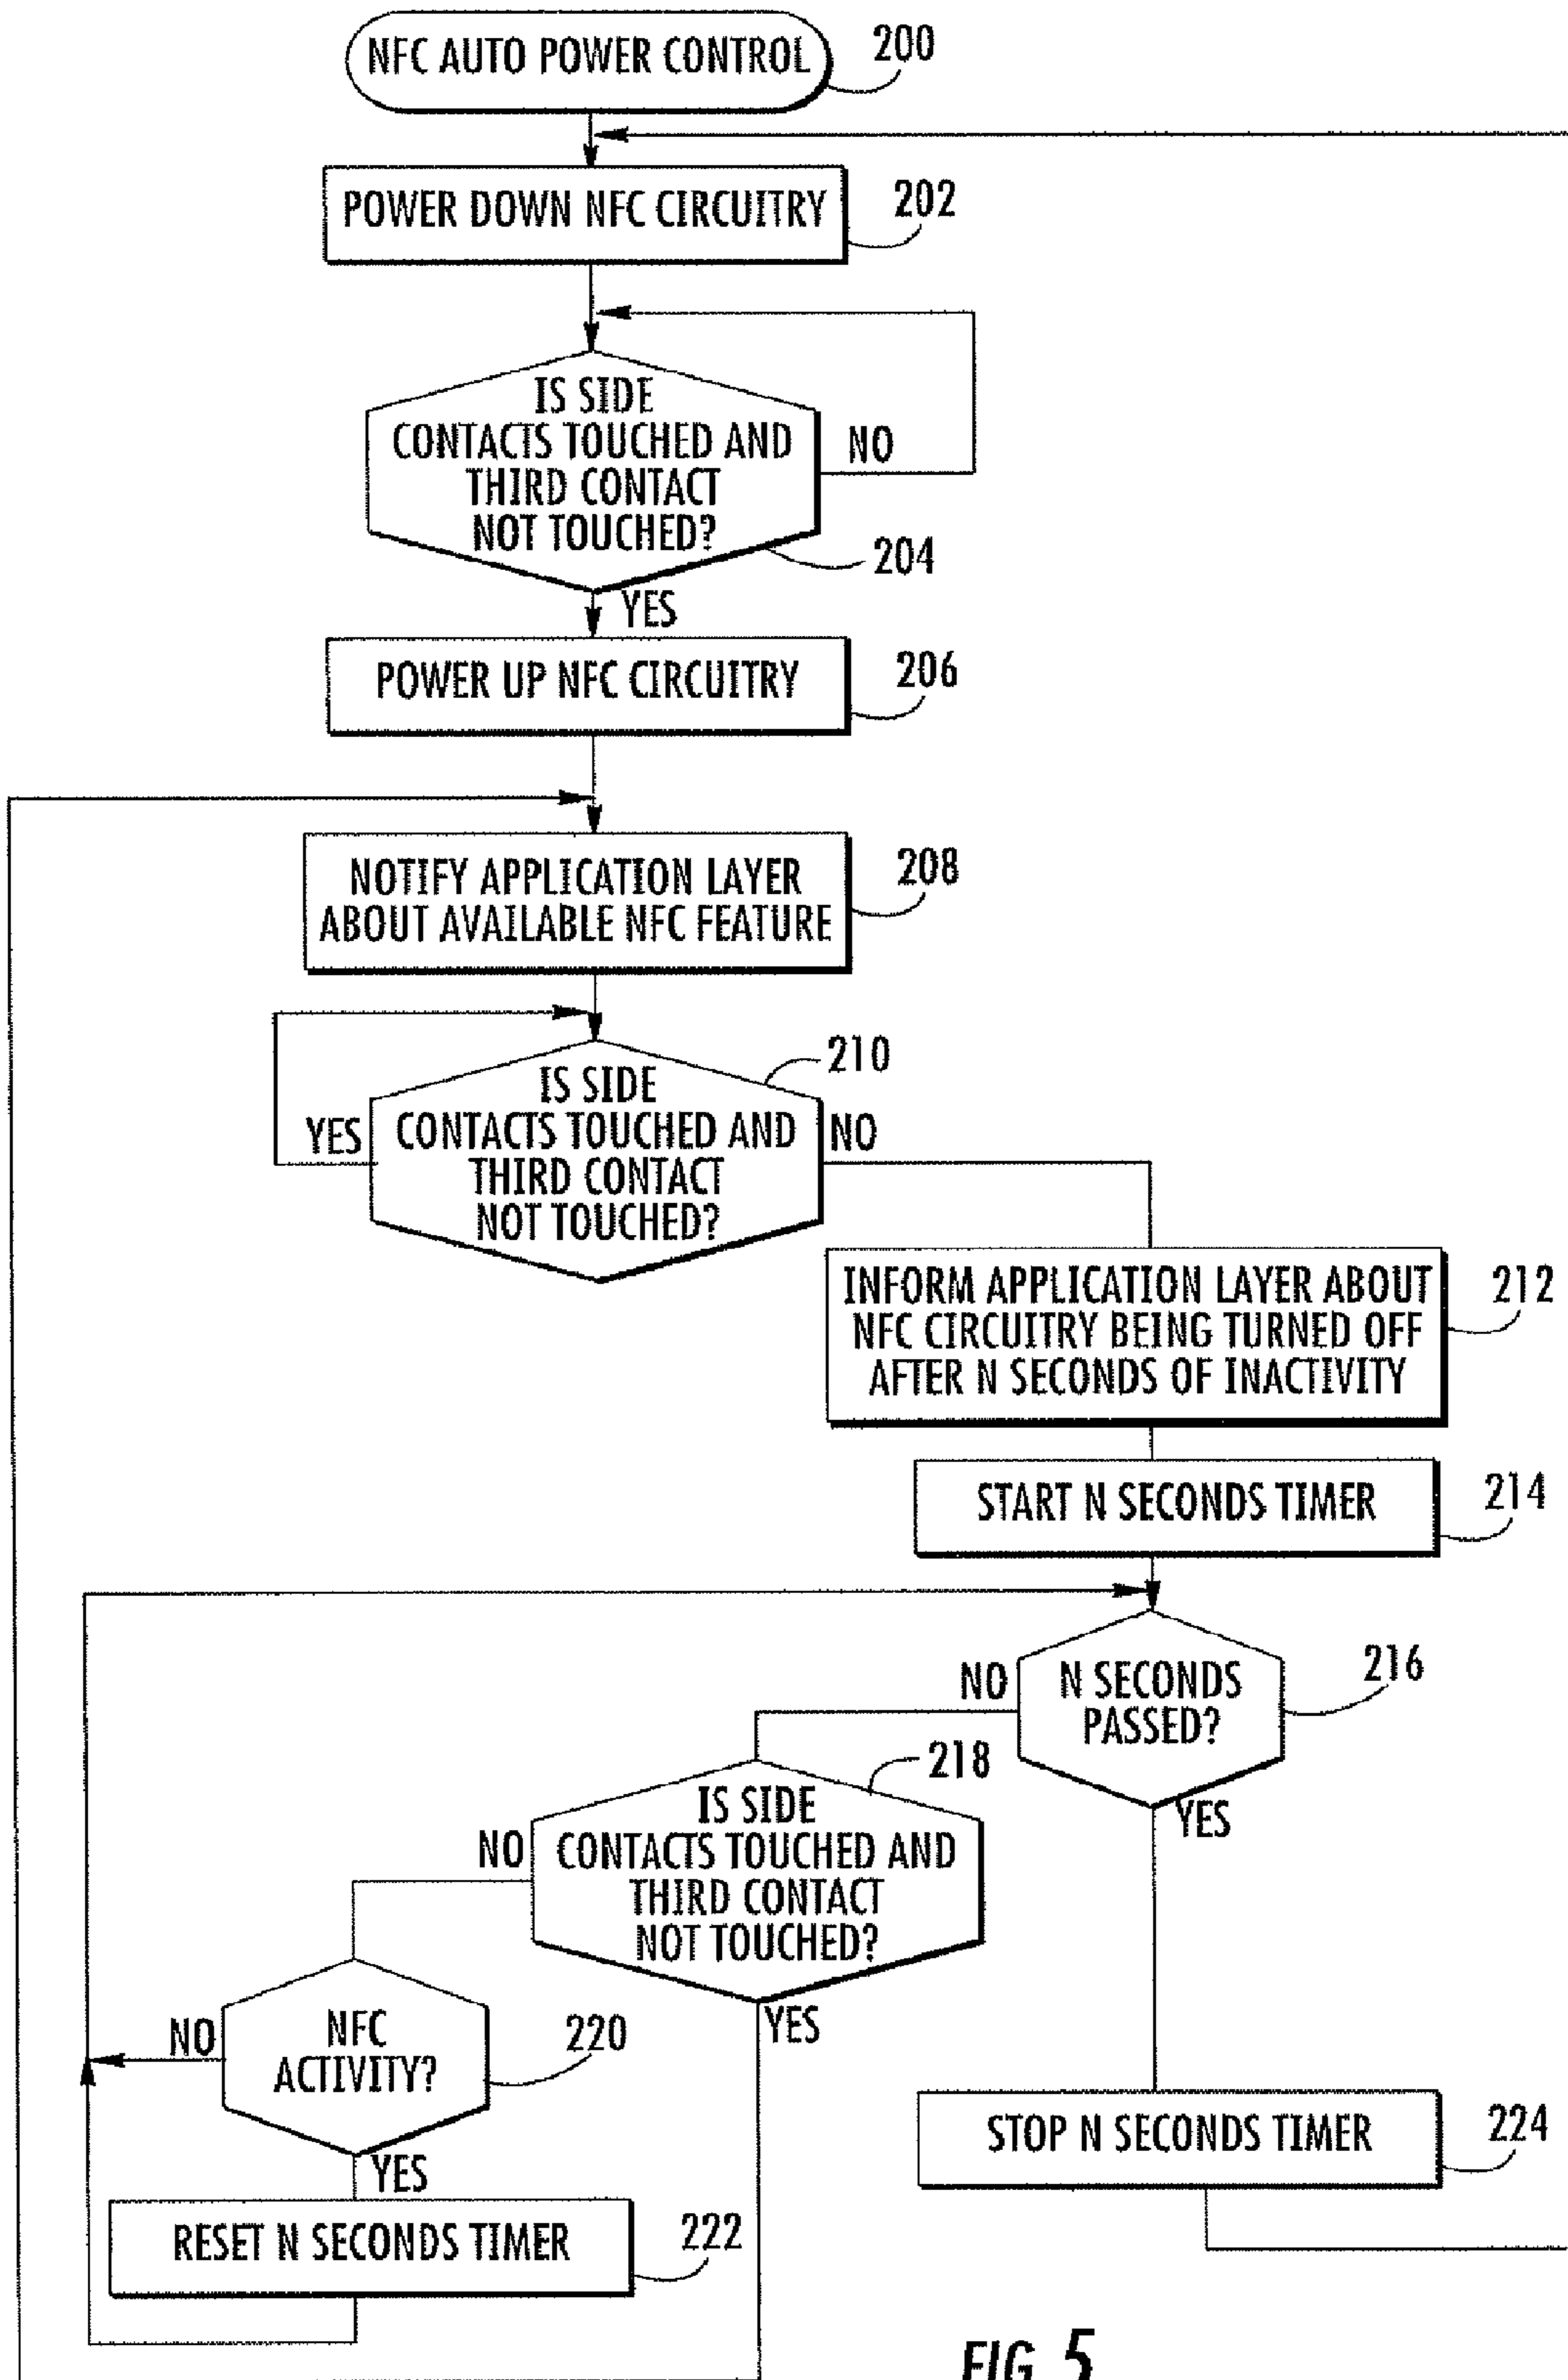 NFC AUTO POWER CONTROL
200
POWER DOWN NFC CIRCUITRY
202
IS SIDE
CONTACTS TOUCHED AND
THIRD CONTACT
NOT TOUCHED?
NO
204
YES
POWER UP NFC CIRCUITRY
206
NOTIFY APPLICATION LAYER
ABOUT AVAILABLE NFC FEATURE
208
210
IS SIDE
CONTACTS TOUCHED AND
THIRD CONTACT
NOT TOUCHED?
YES
NO
INFORM APPLICATION LAYER ABOUT
NFC CIRCUITRY BEING TURNED OFF
AFTER N SECONDS OF INACTIVITY
212
START N SECONDS TIMER
214
N SECONDS
PASSED?
216
NO
YES
218
IS SIDE
CONTACTS TOUCHED AND
THIRD CONTACT
NOT TOUCHED?
NO
YES
NFC
ACTIVITY?
220
NO
YES
STOP N SECONDS TIMER
224
RESET N SECONDS TIMER
222
FIG. 5